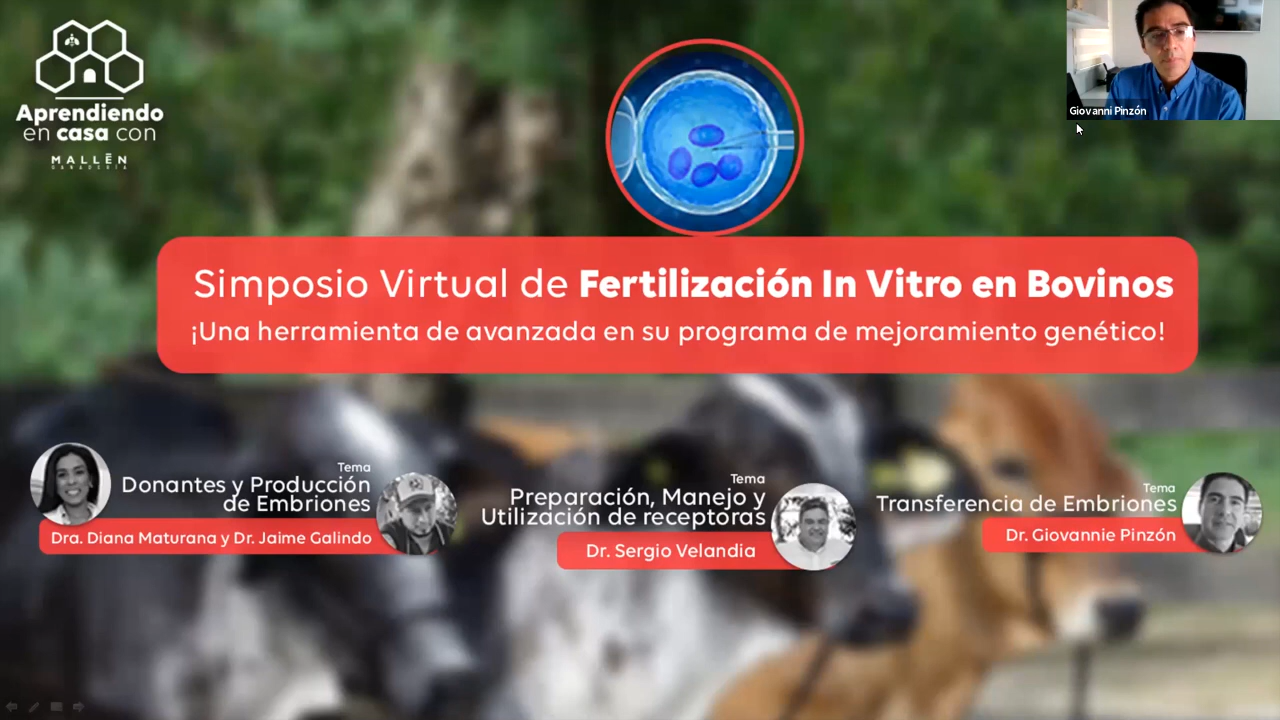 Aprendiendo
en casa con
MALLĒN
GANADERÍA
Giovanni Pinzón
Simposio Virtual de Fertilización In Vitro en Bovinos
¡Una herramienta de avanzada en su programa de mejoramiento genético!
Tema
Donantes y Producción
de Embriones
Dra. Diana Maturana y Dr. Jaime Galindo
Tema
Preparación, Manejo y
Utilización de receptoras
Dr. Sergio Velandia
Tema
Transferencia de Embriones
Dr. Giovannie Pinzón